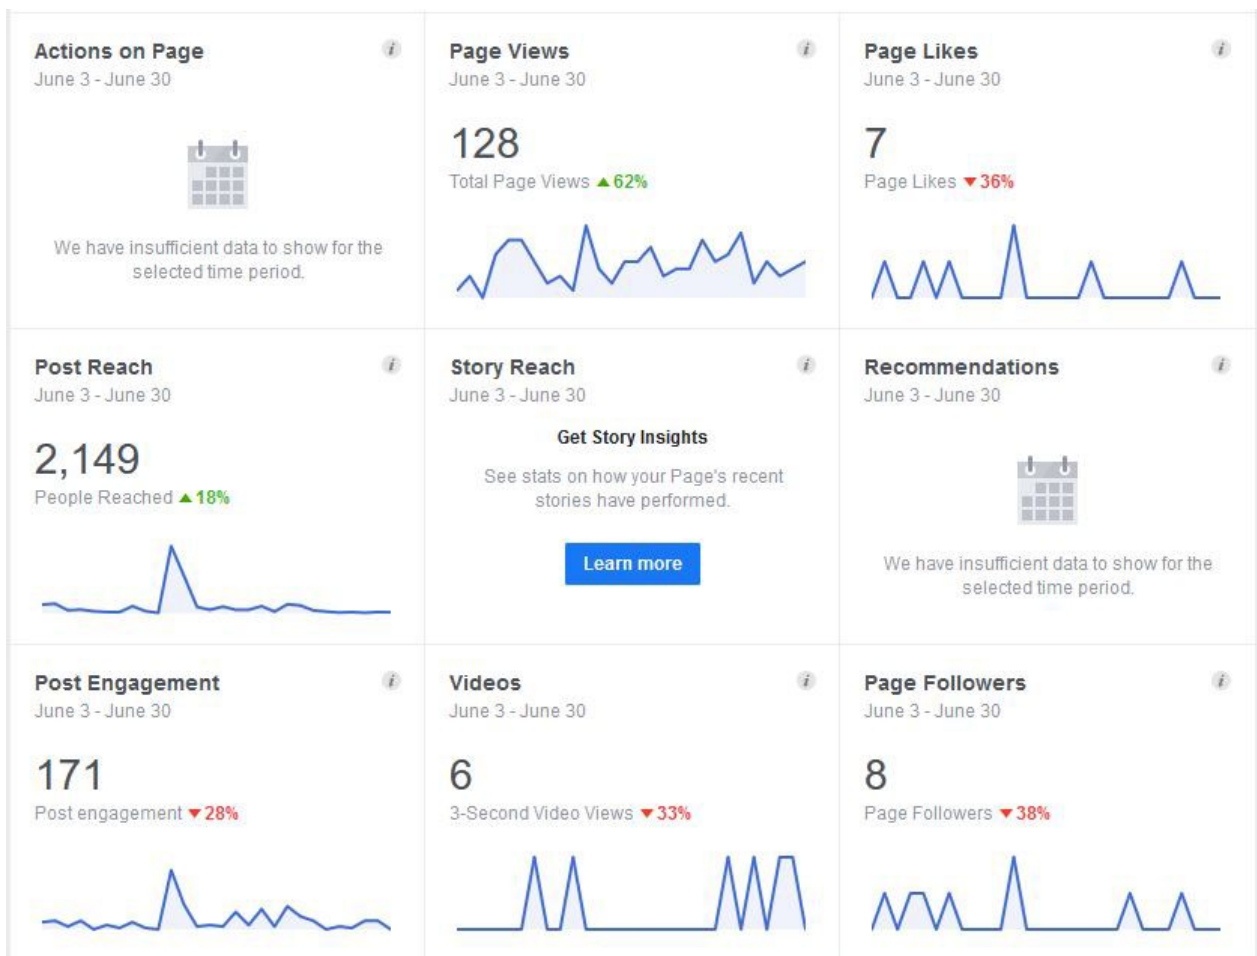 Actions on Page
June 3 - June 30
We have insufficient data to show for the
selected time period.
Page Views
June 3 - June 30
128
Total Page Views ▲ 62%
Page Likes
June 3 - June 30
7
Page Likes ▼ 36%
Post Reach
June 3 - June 30
2,149
People Reached ▲ 18%
Story Reach
June 3 - June 30
Get Story Insights
See stats on how your Page's recent
stories have performed.
Learn more
Recommendations
June 3 - June 30
We have insufficient data to show for the
selected time period.
Post Engagement
June 3 - June 30
171
Post engagement ▼ 28%
Videos
June 3 - June 30
6
3-Second Video Views ▼ 33%
Page Followers
June 3 - June 30
8
Page Followers ▼ 38%